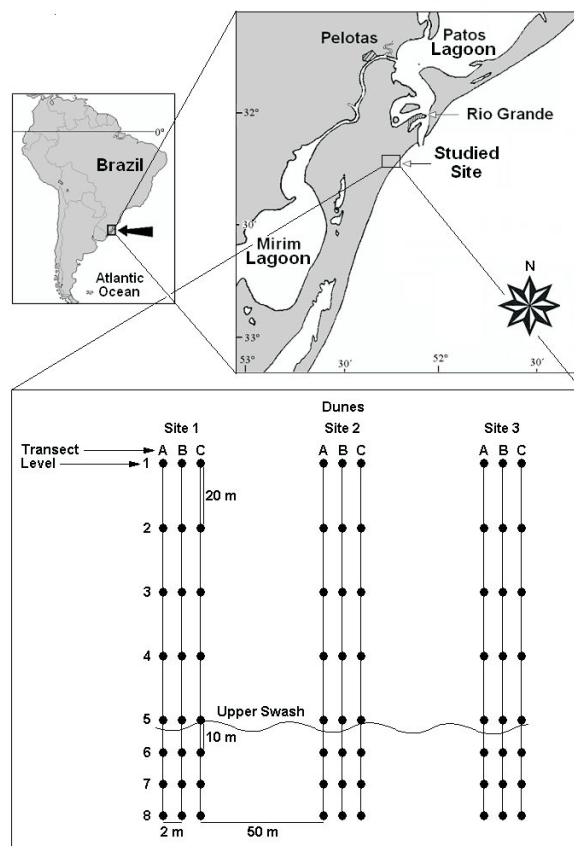 Brazil
0°
Atlantic
Ocean
Pelotas
Patos
Lagoon
32°
Rio Grande
Studied
Site
30'
Mirim
Lagoon
N
33°
53°
30'
52°
30'
Dunes
Site 1
Site 2
Site 3
Transect
A B C
A B C
A B C
Level
1
20 m
2
3
4
5
Upper Swash
10 m
6
7
8
2 m
50 m